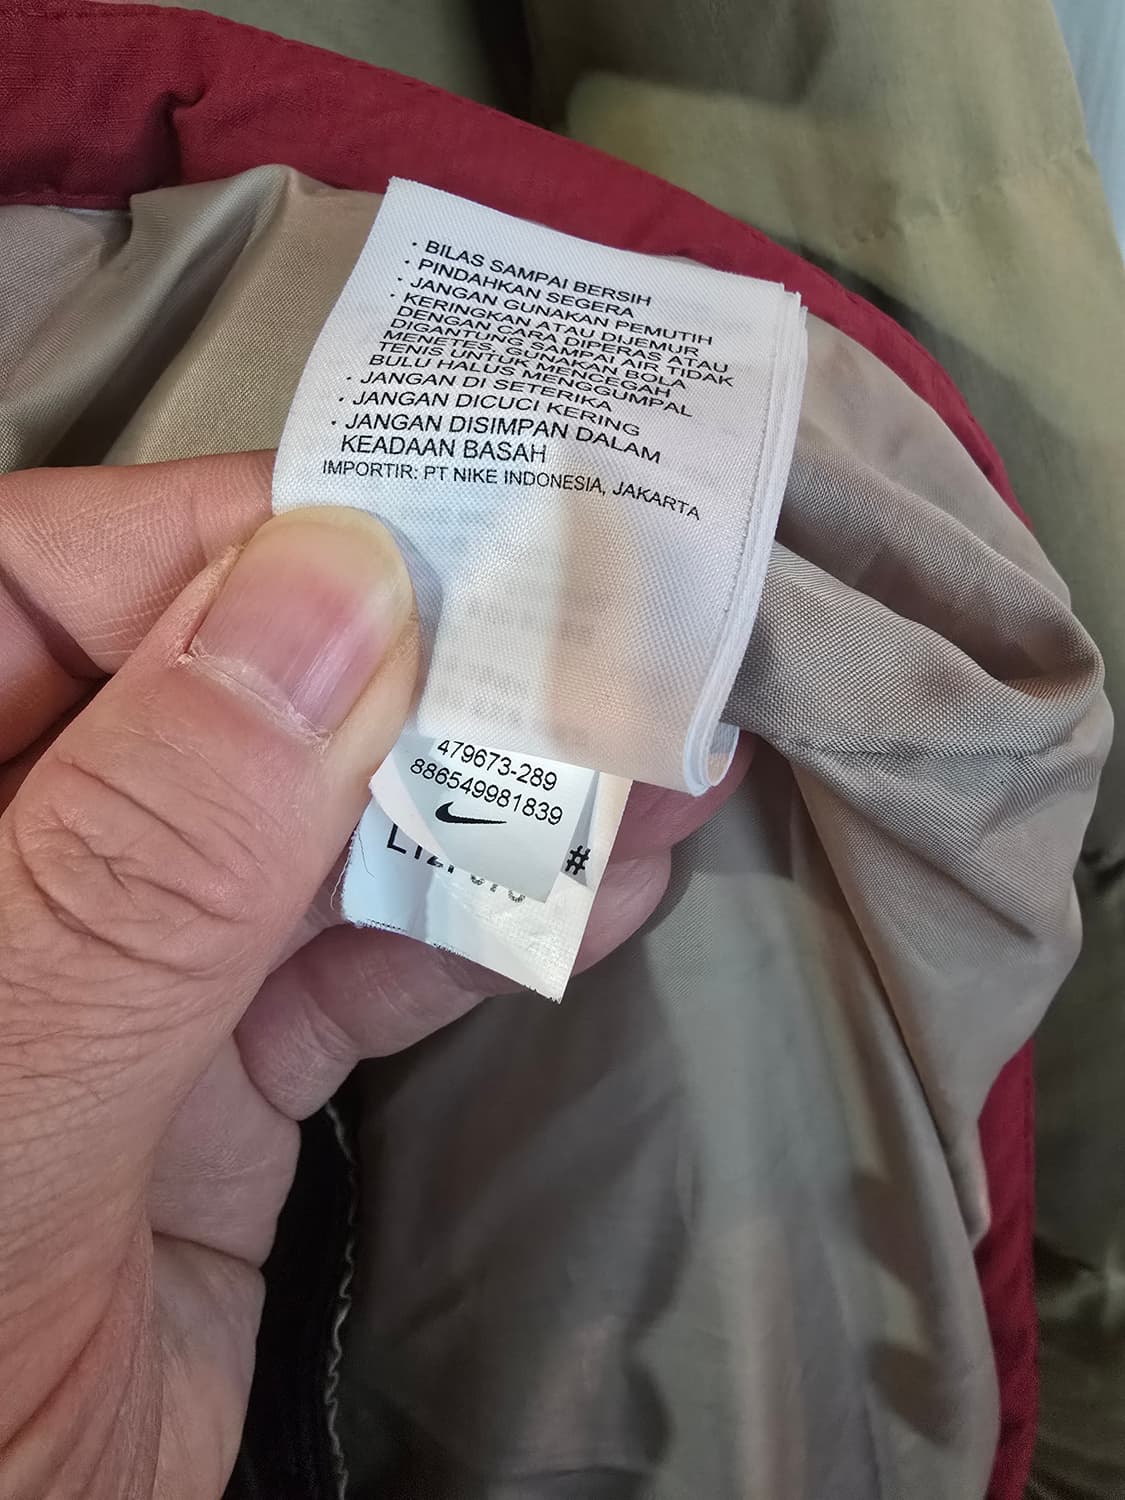 · BILAS SAMPAI BERSIH
· PINDAHKAN SEGERA
· JANGAN GUNAKAN PEMUTIH
· KERINGKAN ATAU DIJEMUR
DENGAN CARA DIPERAS ATAU
DIGANTUNG SAMPAI AIR TIDAK
MENETES, GUNAKAN BOLA
TENIS UNTUK MENCEGAH
BULU HALUS MENGGUMPAL
· JANGAN DI SETERIKA
· JANGAN DICUCI KERING
· JANGAN DISIMPAN DALAM
KEADAAN BASAH
IMPORTIR: PT NIKE INDONESIA, JAKARTA
479673-289
886549981839
#